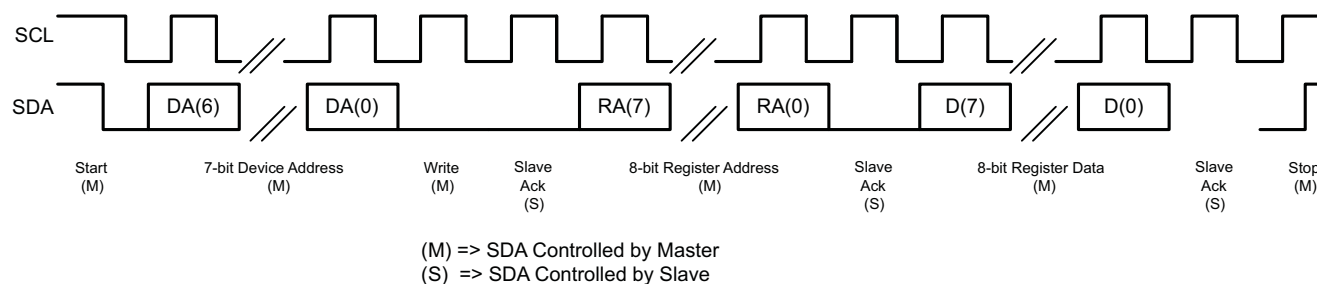 SCL
SDA
DA(6)
DA(0)
RA(7)
RA(0)
D(7)
D(0)
Start
(M)
7-bit Device Address
(M)
Write
(M)
Slave
Ack
(S)
8-bit Register Address
(M)
Slave
Ack
(S)
8-bit Register Data
(M)
Slave
Ack
(S)
Stop
(M)
(M) => SDA Controlled by Master
(S) => SDA Controlled by Slave